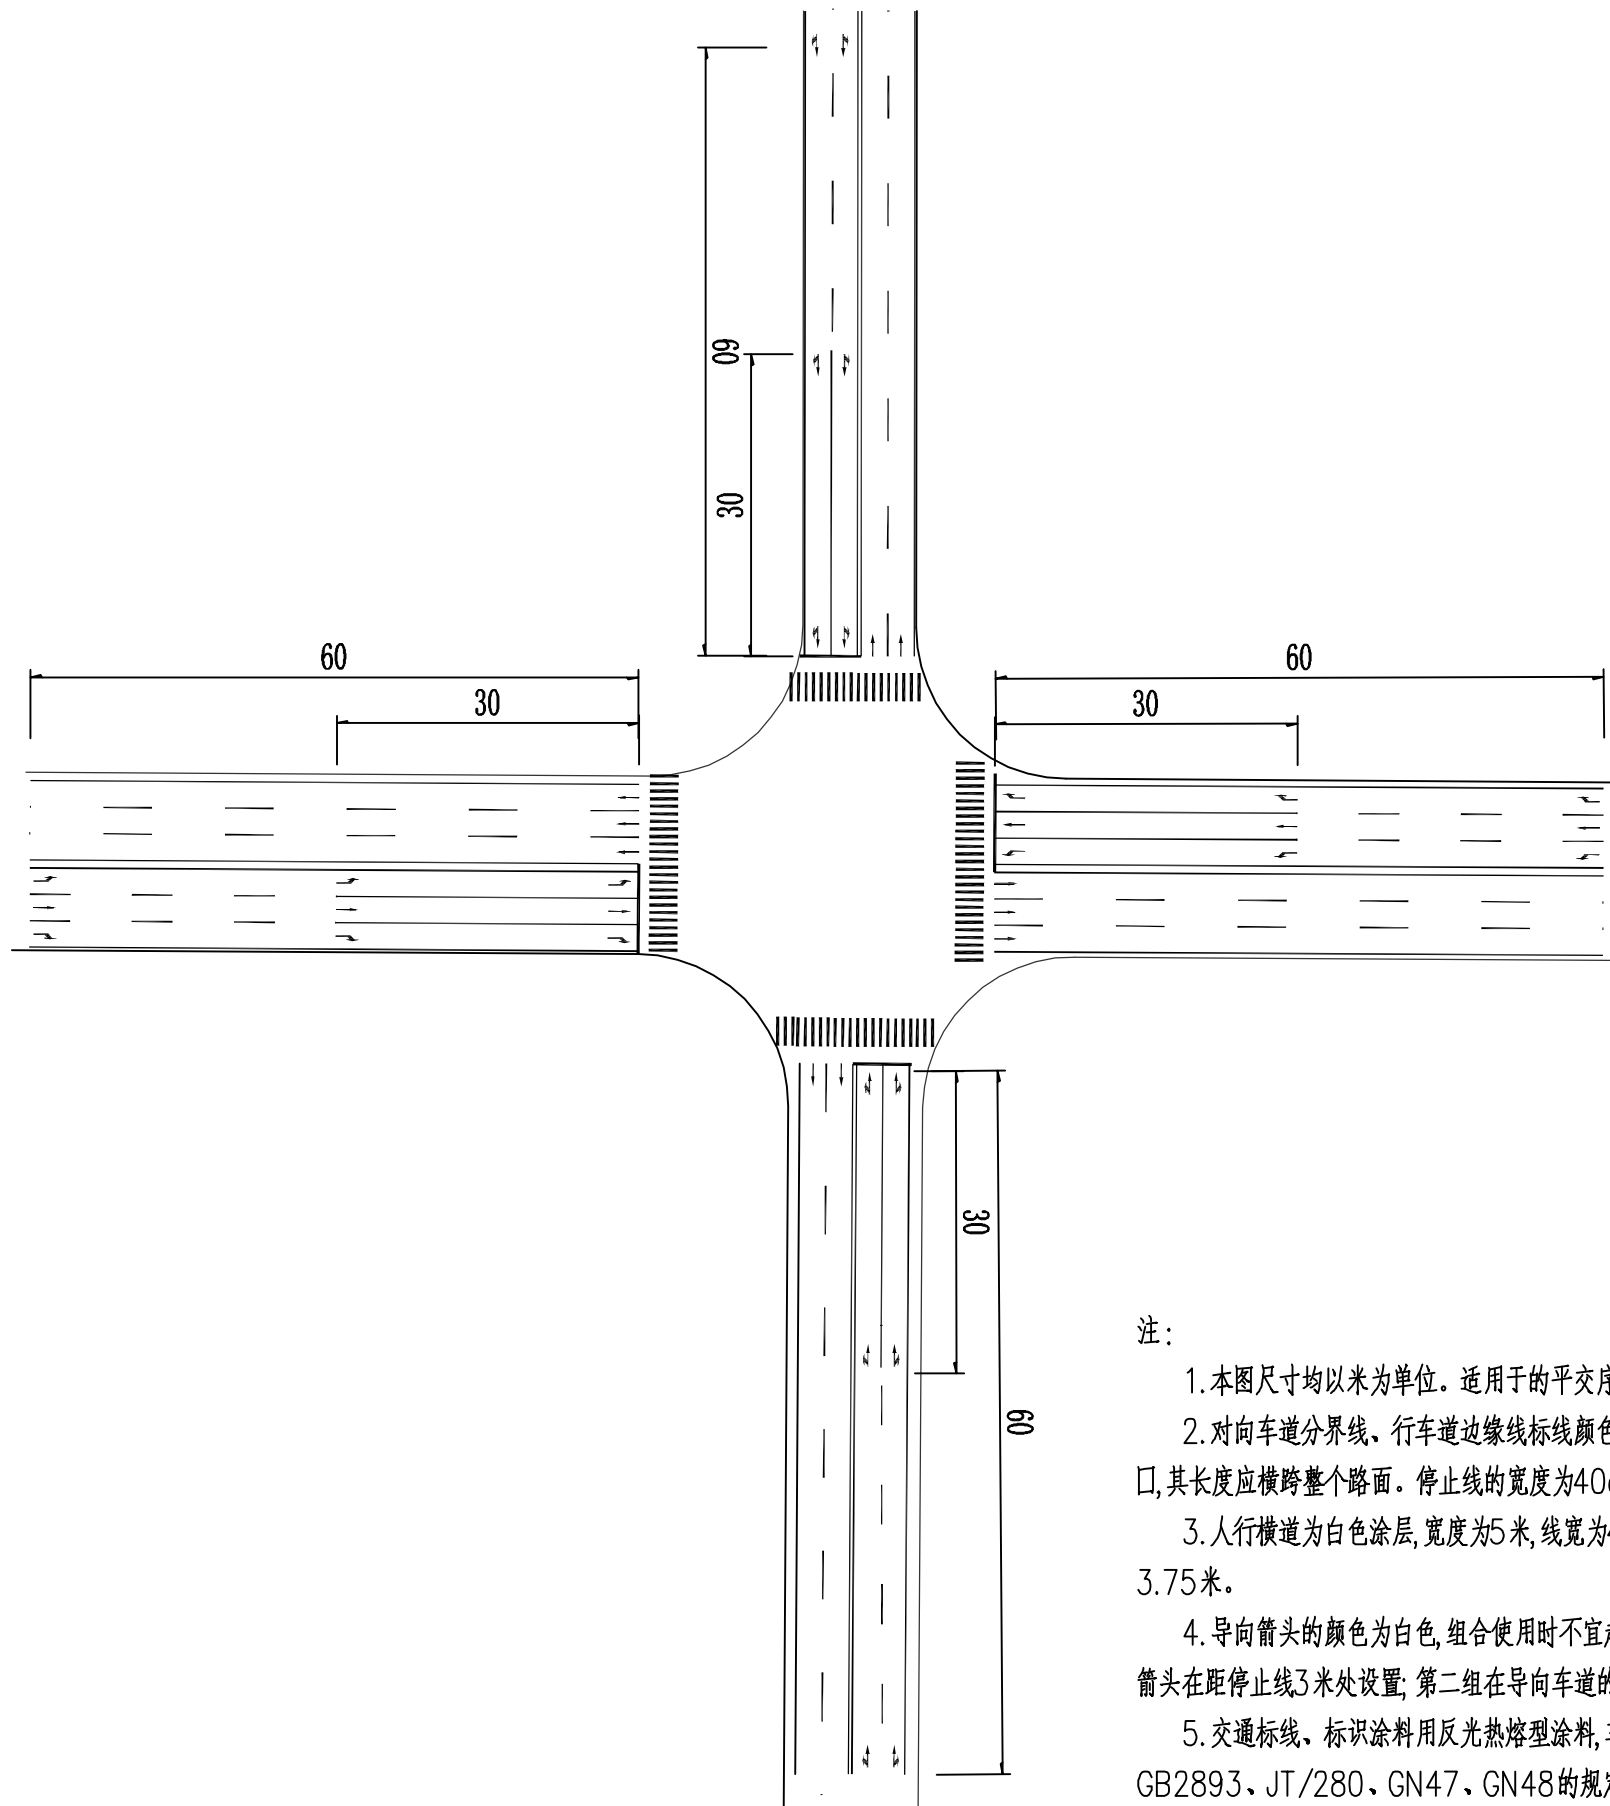 60
30
60
30
60
30
30
60
注:
1.本图尺寸均以米为单位。适用于的平交
2.对向车道分界线、行车道边缘线标线颜色
口,其长度应横跨整个路面。停止线的宽度为40
3.人行横道为白色涂层,宽度为5米,线宽为
3.75米。
4.导向箭头的颜色为白色,组合使用时不宜
箭头在距停止线3米处设置;第二组在导向车道的
5.交通标线、标识涂料用反光热熔型涂料,
GB2893、JT/280、GN47、GN48的规